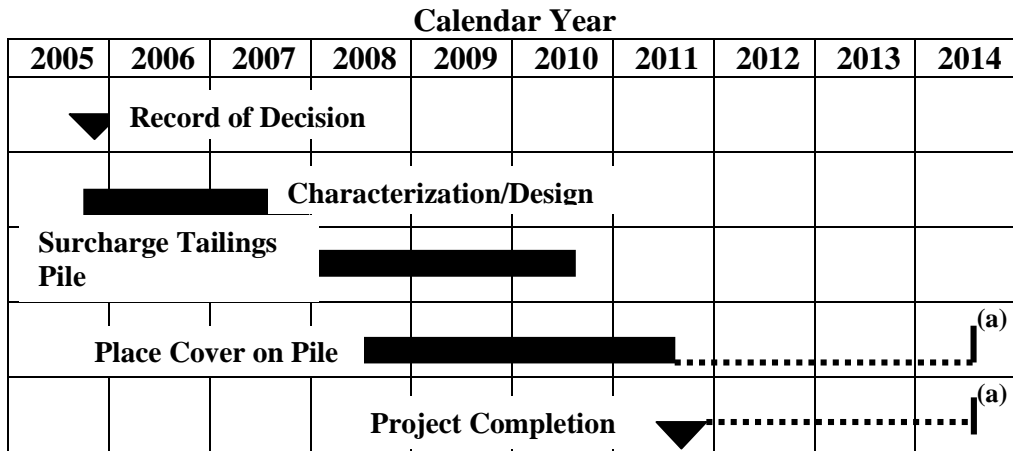 Calendar Year
2005 2006 2007 2008 2009 2010 2011 2012 2013 2014
Record of Decision
Characterization/Design
Surcharge Tailings
Pile
(a)
Place Cover on Pile
(a)
Project Completion